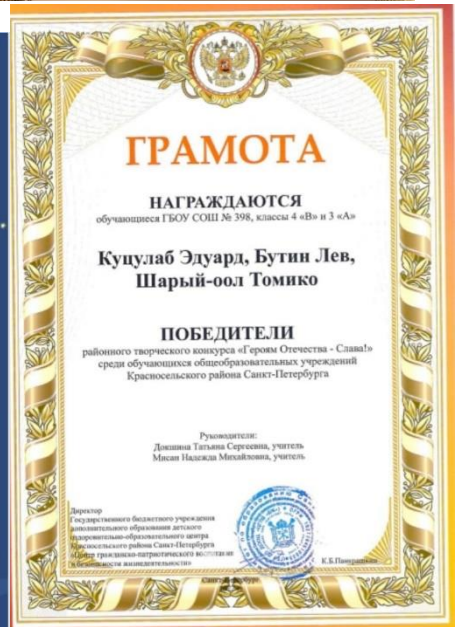 ГРАМОТА
НАГРАЖДАЮТСЯ
обучающиеся ГБОУ СОШ № 398, классы 4 «В» и 3 «А»
Куцулаб Эдуард, Бутин Лев,
Шарый-оол Томико
ПОБЕДИТЕЛИ
районного творческого конкурса «Героям Отечества - Слава!»
среди обучающихся общеобразовательных учреждений
Красносельского района Санкт-Петербурга
Руководители:
Докшина Татьяна Сергеевна, учитель
Мисан Надежда Михайловна, учитель
Директор
Государственного бюджетного учреждения
дополнительного образования детского
оздоровительно-образовательного центра
Красносельского района Санкт-Петербурга
«Центр гражданско-патриотического воспитания
и безопасности жизнедеятельности»
К.Б.
Санкт-Петербург